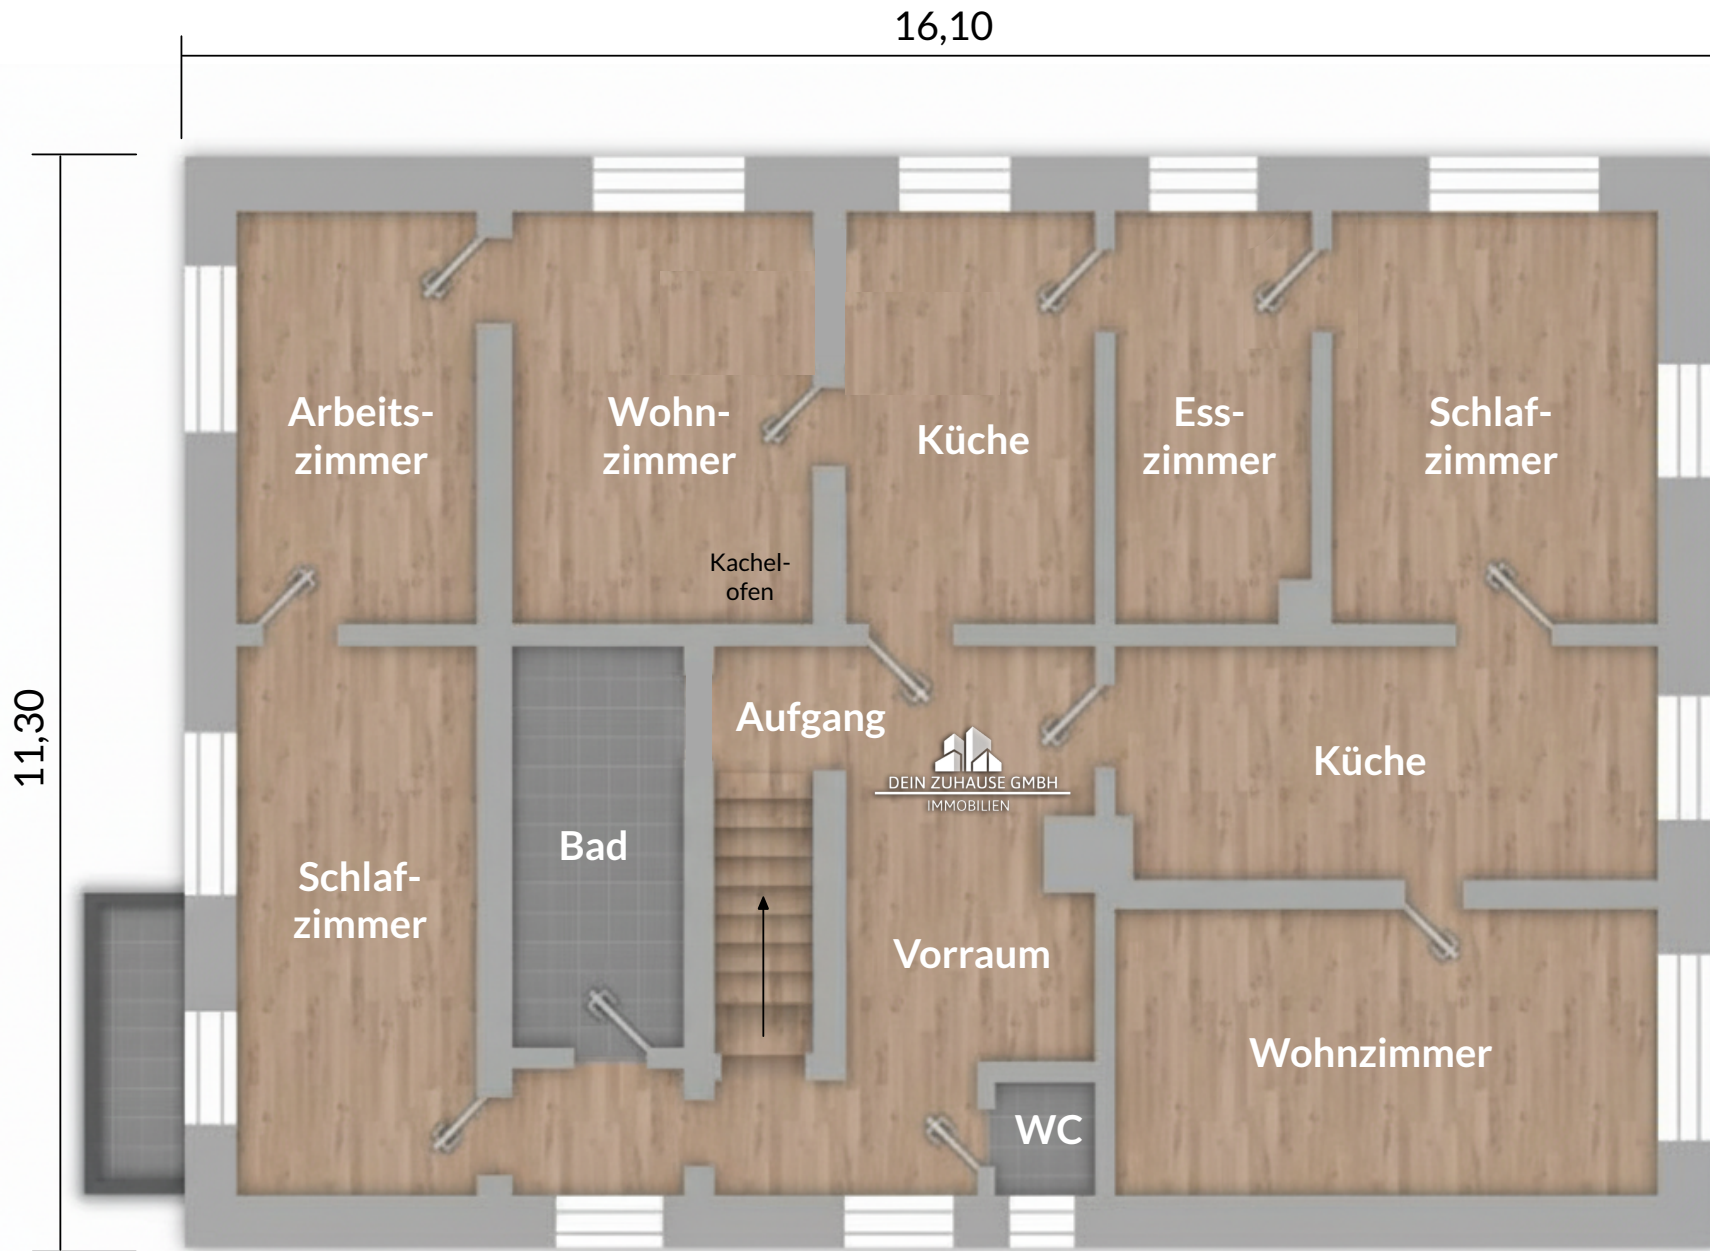 16,10
11,30
Arbeits-
zimmer
Wohn-
zimmer
Küche
Ess-
zimmer
Schlaf-
zimmer
Kachel-
ofen
Aufgang
DEIN ZUHAUSE GMBH
IMMOBILIEN
Küche
Bad
Schlaf-
zimmer
Vorraum
Wohnzimmer
WC